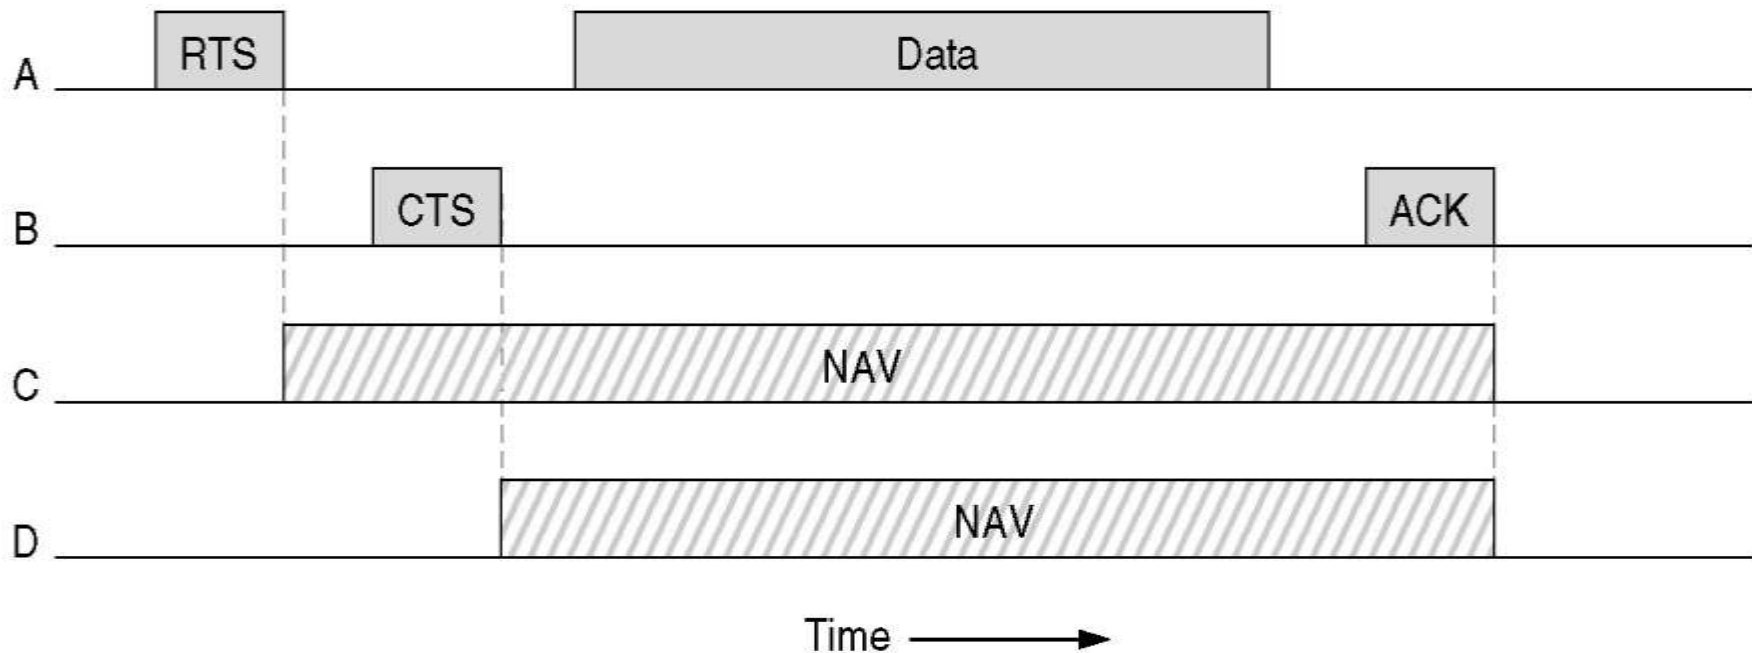 A RTS Data
B CTS ACK
C NAV
D NAV
Time